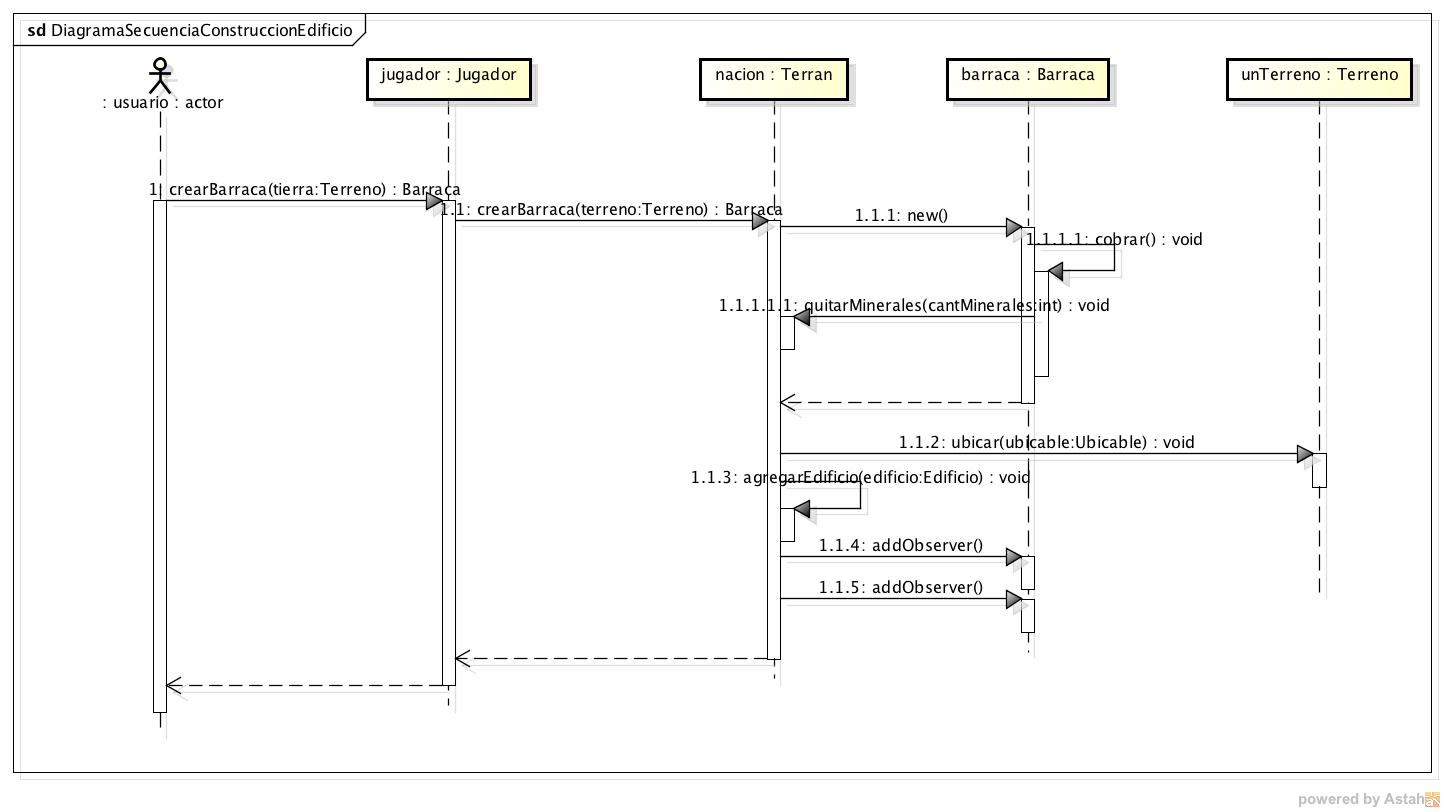 sd DiagramaSecuenciaConstruccionEdificio
: usuario : actor
jugador : Jugador
nacion : Terran
barraca : Barraca
unTerreno : Terreno
1: crearBarraca(tierra:Terreno) : Barraca
1.1: crearBarraca(terreno:Terreno) : Barraca
1.1.1: new()
1.1.1.1: cobrar() : void
1.1.1.1.1: quitarMinerales(cantMinerales:int) : void
1.1.2: ubicar(ubicable:Ubicable) : void
1.1.3: agregarEdificio(edificio:Edificio) : void
1.1.4: addObserver()
1.1.5: addObserver()
powered by Astah